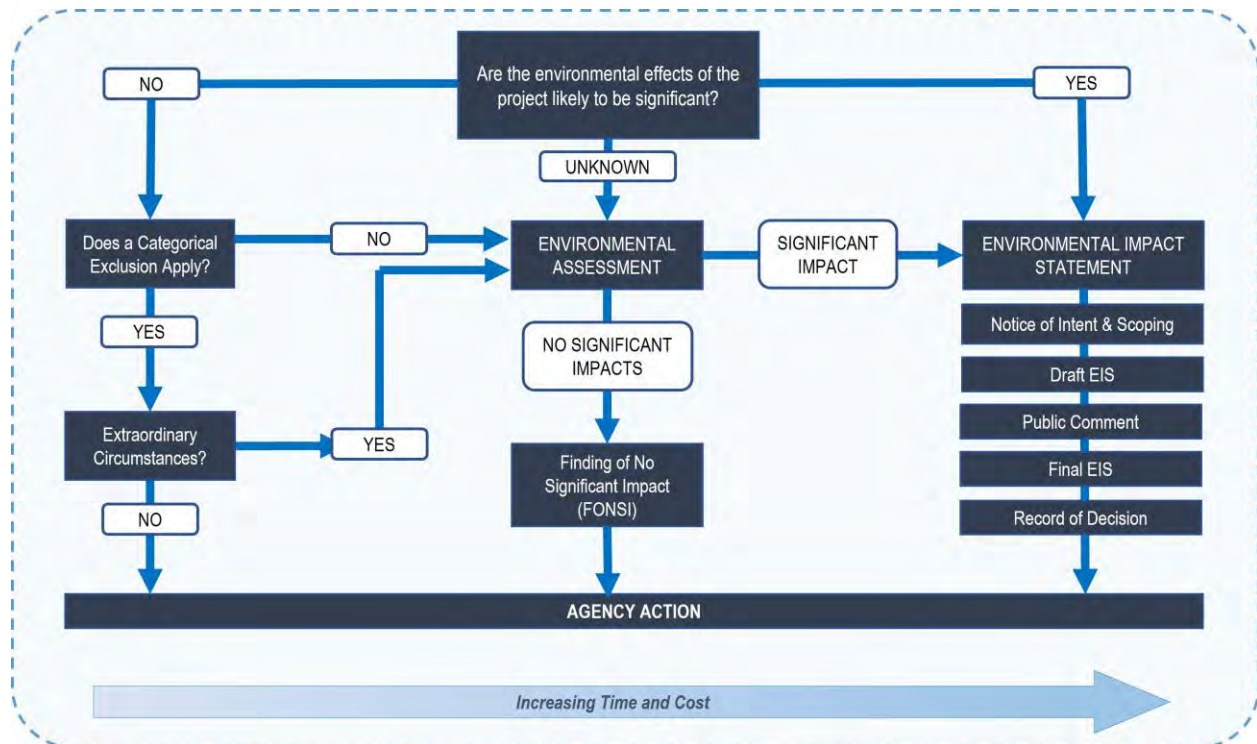 Are the environmental effects of the
project likely to be significant?
NO
YES
UNKNOWN
Does a Categorical
Exclusion Apply?
NO
ENVIRONMENTAL
ASSESSMENT
SIGNIFICANT
IMPACT
ENVIRONMENTAL IMPACT
STATEMENT
YES
NO SIGNIFICANT
IMPACTS
Notice of Intent & Scoping
Draft EIS
Public Comment
Final EIS
Record of Decision
Extraordinary
Circumstances?
YES
Finding of No
Significant Impact
(FONSI)
NO
AGENCY ACTION
Increasing Time and Cost